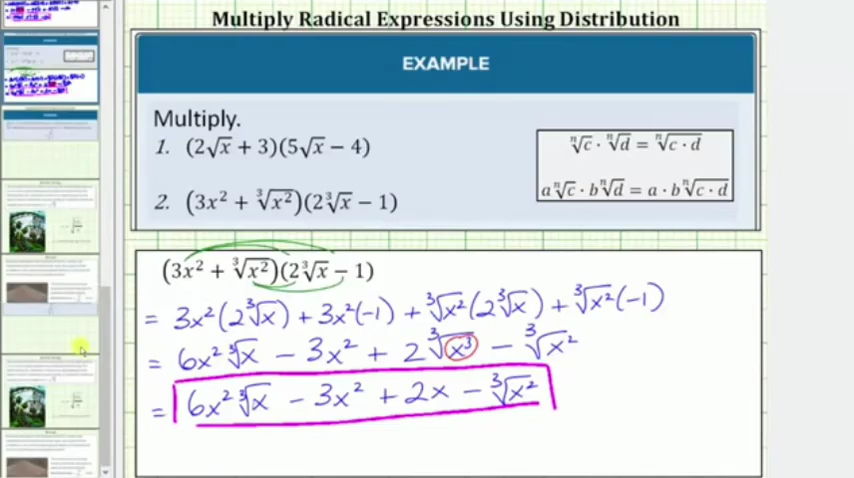 Multiply Radical Expressions Using Distribution
EXAMPLE
Multiply.
1. (2√x + 3)(5√x − 4)
2. (3x² + ∛x²)(2∛x − 1)
ⁿ√c · ⁿ√d = ⁿ√c · d
aⁿ√c · bⁿ√d = a · bⁿ√c · d
(3x² + ∛x²)(2∛x − 1)
= 3x²(2∛x) + 3x²(−1) + ∛x²(2∛x) + ∛x²(−1)
= 6x²∛x − 3x² + 2∛x³ − ∛x²
= 6x²∛x − 3x² + 2x − ∛x²